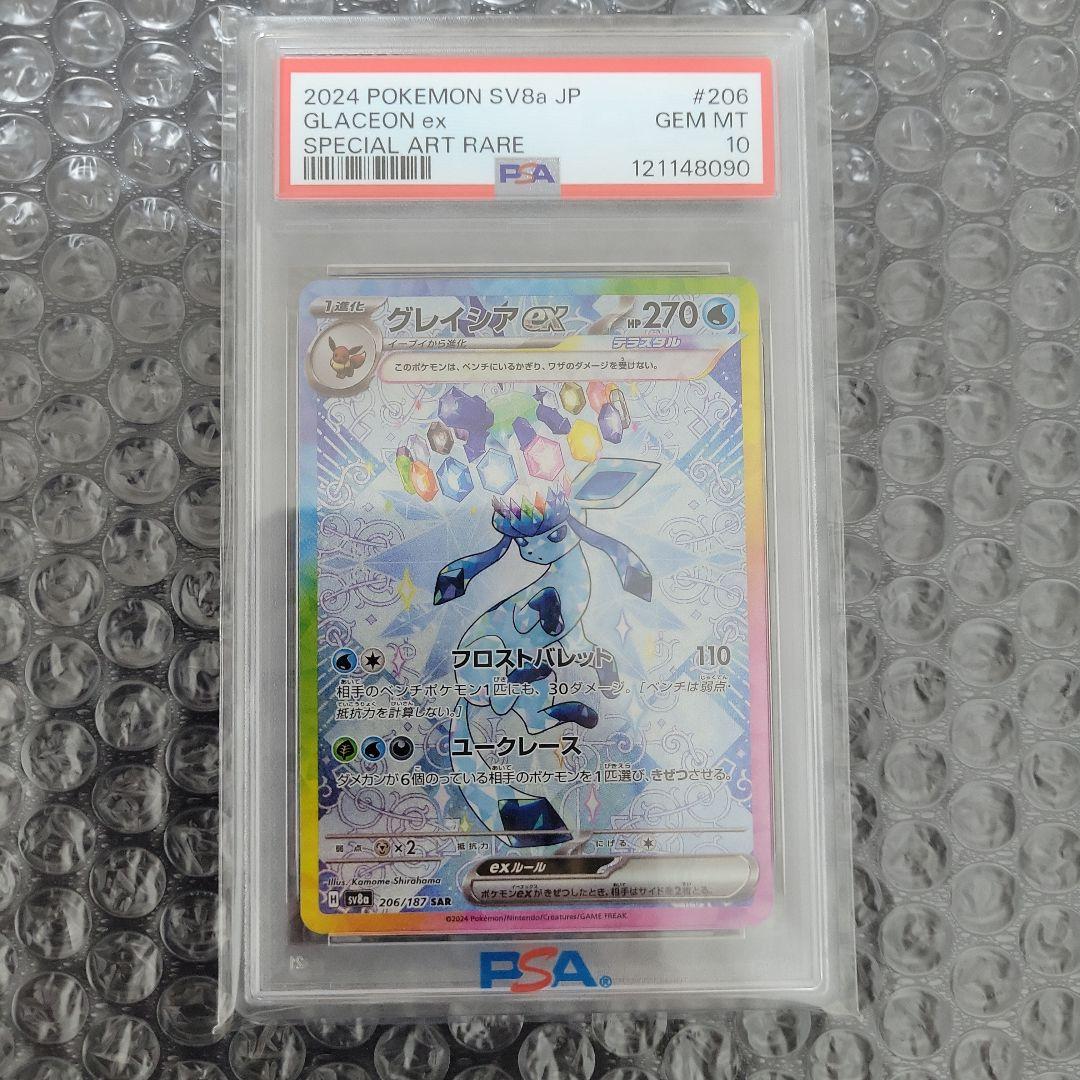 2024 POKEMON SV8a JP #206
GLACEON ex GEM MT
SPECIAL ART RARE 10
PSA 121148090
1進化 グレイシアex HP270
イーブイから進化 テラスタル
このポケモンは、ベンチにいるかぎり、ワザのダメージを受けない。
フロストバレット 110
相手のベンチポケモン1匹にも、30ダメージ。[ベンチは弱点・
抵抗力を計算しない。]
ユークレース
ダメカンが6個のっている相手のポケモンを1匹選び、きぜつさせる。
弱点 ×2 抵抗力 にげる
exルール
ポケモンexがきぜつしたとき、相手はサイドを2枚とる。
Illus. Kamome Shirahama
H sv8a 206/187 SAR
©2024 Pokémon/Nintendo/Creatures/GAME FREAK.
PSA®